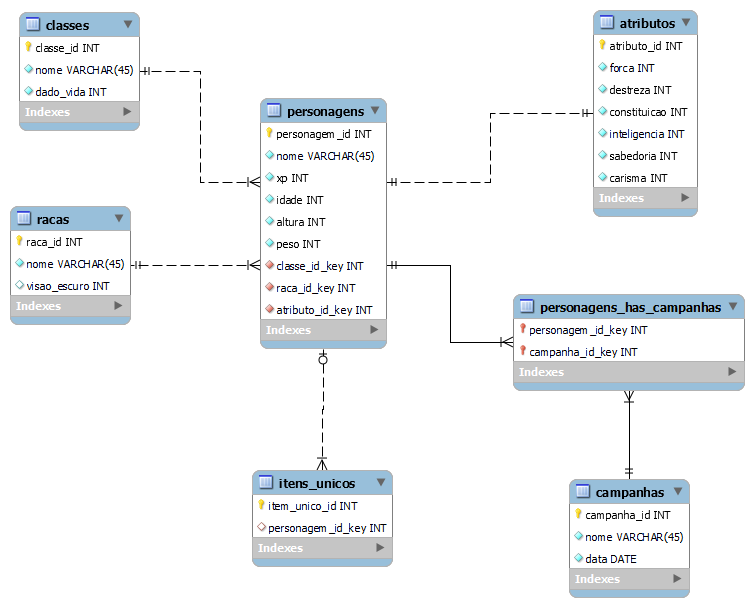 classes
classe_id INT
nome VARCHAR(45)
dado_vida INT
Indexes
racas
raca_id INT
nome VARCHAR(45)
visao_escuro INT
Indexes
personagens
personagem_id INT
nome VARCHAR(45)
xp INT
idade INT
altura INT
peso INT
classe_id_key INT
raca_id_key INT
atributo_id_key INT
Indexes
itens_unicos
item_unico_id INT
personagem_id_key INT
Indexes
atributos
atributo_id INT
forca INT
destreza INT
constituicao INT
inteligencia INT
sabedoria INT
carisma INT
Indexes
personagens_has_campanhas
personagem_id_key INT
campanha_id_key INT
Indexes
campanhas
campanha_id INT
nome VARCHAR(45)
data DATE
Indexes